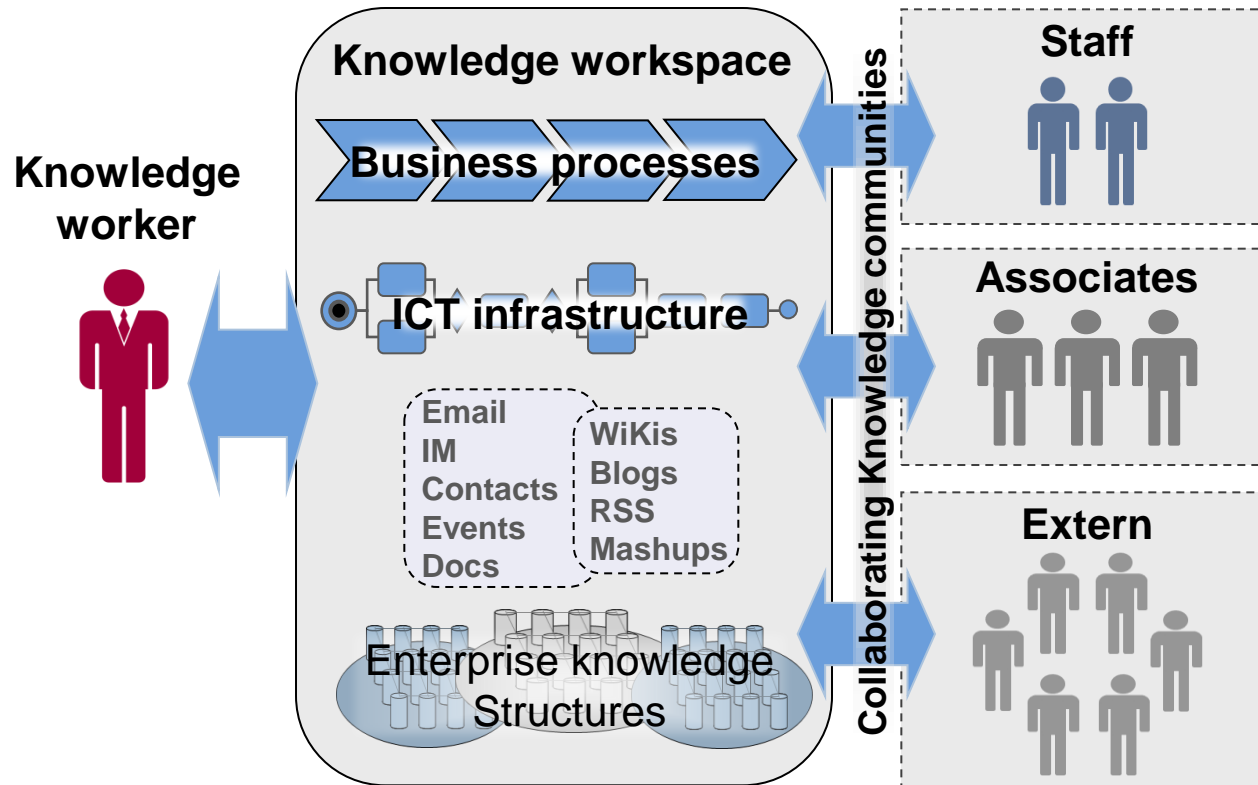 Knowledge
worker
Knowledge workspace
Business processes
ICT infrastructure
Email
IM
Contacts
Events
Docs
WiKis
Blogs
RSS
Mashups
Enterprise knowledge
Structures
Collaborating Knowledge communities
Staff
Associates
Extern